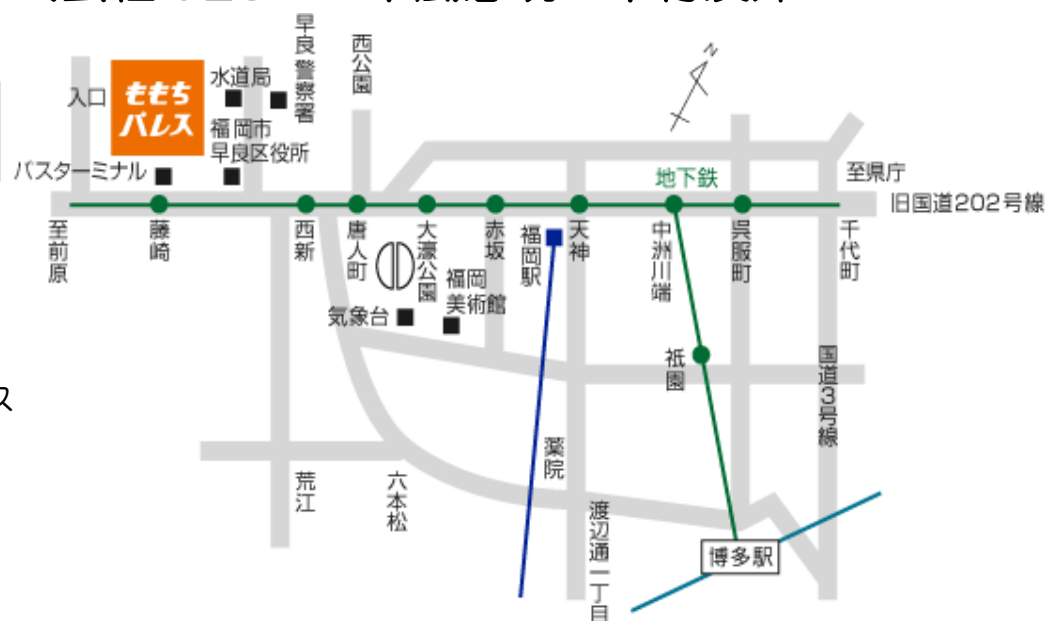 早良警察署
西公園
水道局
入口
ももち
パレス
福岡市
早良区役所
バスターミナル
地下鉄
至県庁
旧国道202号線
N
至前原
藤崎
西新
唐人町
大濠公園
赤坂
福岡駅
天神
中洲川端
呉服町
千代町
福岡
美術館
気象台
祇園
国道3号線
ス
薬院
荒江
六本松
渡辺通一丁目
博多駅